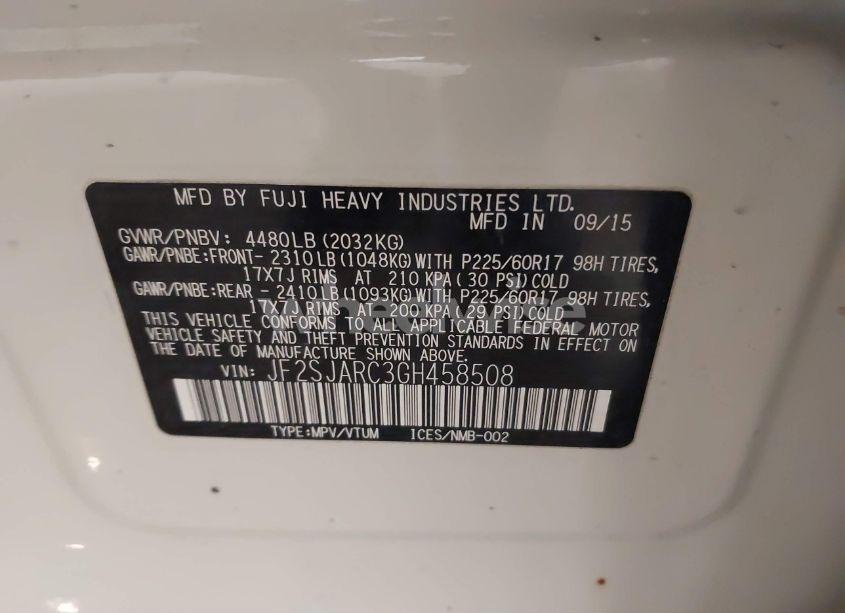 MFD BY FUJI HEAVY INDUSTRIES LTD.
MFD IN 09/15
GVWR/PNBV: 4480LB (2032KG)
GAWR/PNBE:FRONT- 2310LB (1048KG) WITH P225/60R17 98H TIRES,
17X7J RIMS AT 210 KPA (30 PSI) COLD
GAWR/PNBE:REAR - 2410LB (1093KG) WITH P225/60R17 98H TIRES,
17X7J RIMS AT 200 KPA (29 PSI) COLD
THIS VEHICLE CONFORMS TO ALL APPLICABLE FEDERAL MOTOR
VEHICLE SAFETY AND THEFT PREVENTION STANDARDS IN EFFECT ON
THE DATE OF MANUFACTURE SHOWN ABOVE.
VIN: JF2SJARC3GH458508
TYPE:MPV/VTUM ICES/NMB-002